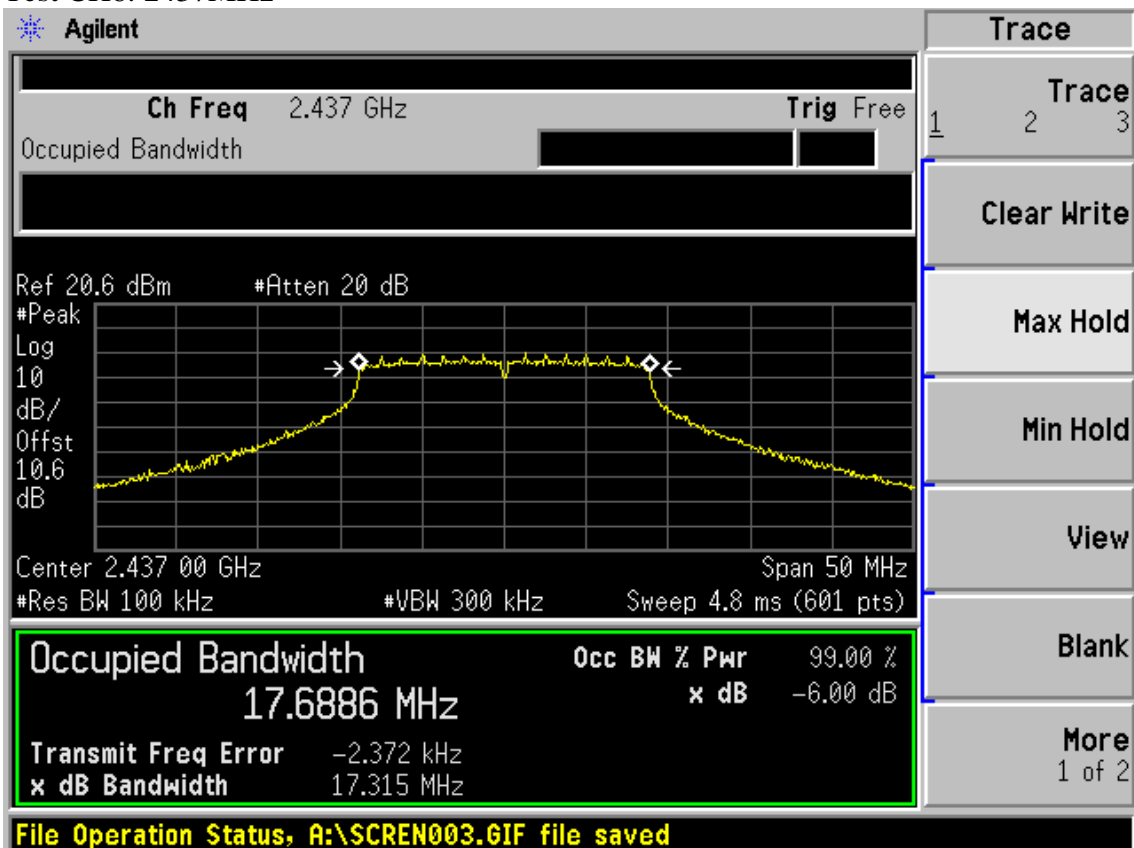 Agilent
Trace
Ch Freq 2.437 GHz Trig Free
Occupied Bandwidth
Trace
1 2 3
Clear Write
Max Hold
Min Hold
View
Blank
More
1 of 2
Ref 20.6 dBm #Atten 20 dB
#Peak
Log
10
dB/
Offst
10.6
dB
Center 2.437 00 GHz Span 50 MHz
#Res BW 100 kHz #VBW 300 kHz Sweep 4.8 ms (601 pts)
Occupied Bandwidth Occ BW % Pwr 99.00 %
17.6886 MHz x dB -6.00 dB
Transmit Freq Error -2.372 kHz
x dB Bandwidth 17.315 MHz
File Operation Status, A:\SCREN003.GIF file saved